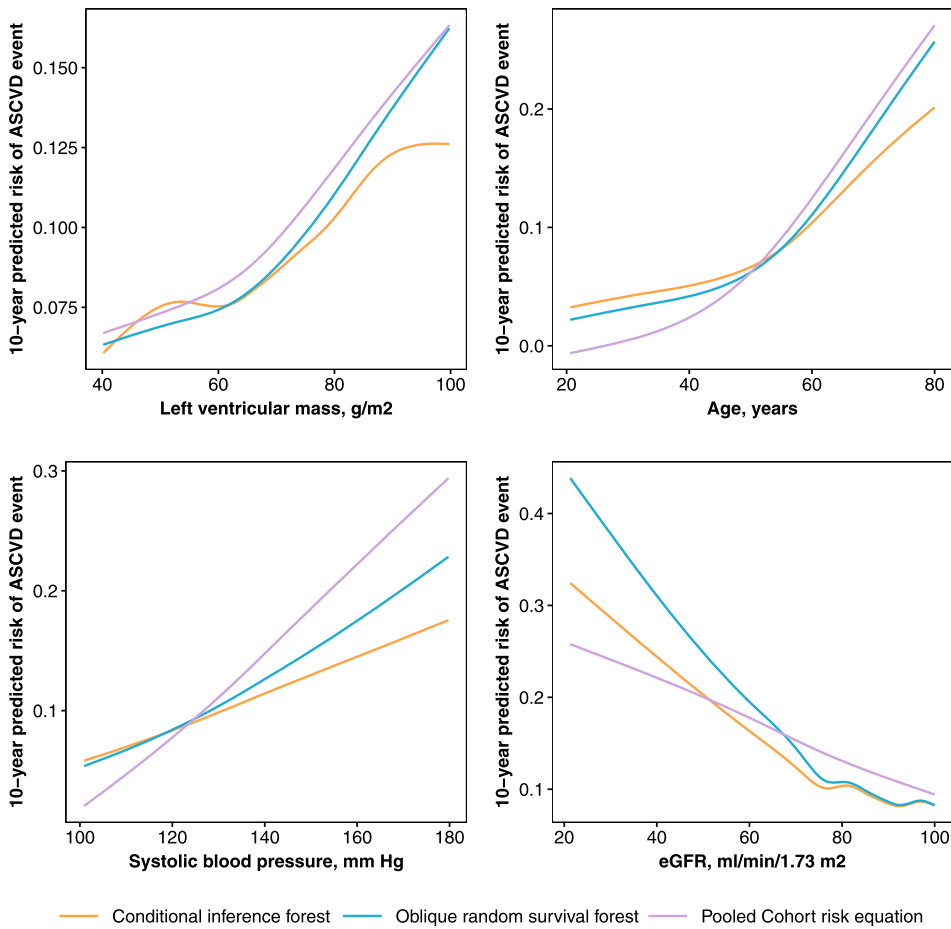 10−year predicted risk of ASCVD event
0.150
0.125
0.100
0.075
40 60 80 100
Left ventricular mass, g/m2
10−year predicted risk of ASCVD event
0.2
0.1
0.0
20 40 60 80
Age, years
10−year predicted risk of ASCVD event
0.3
0.2
0.1
100 120 140 160 180
Systolic blood pressure, mm Hg
10−year predicted risk of ASCVD event
0.4
0.3
0.2
0.1
20 40 60 80 100
eGFR, ml/min/1.73 m2
Conditional inference forest Oblique random survival forest Pooled Cohort risk equation